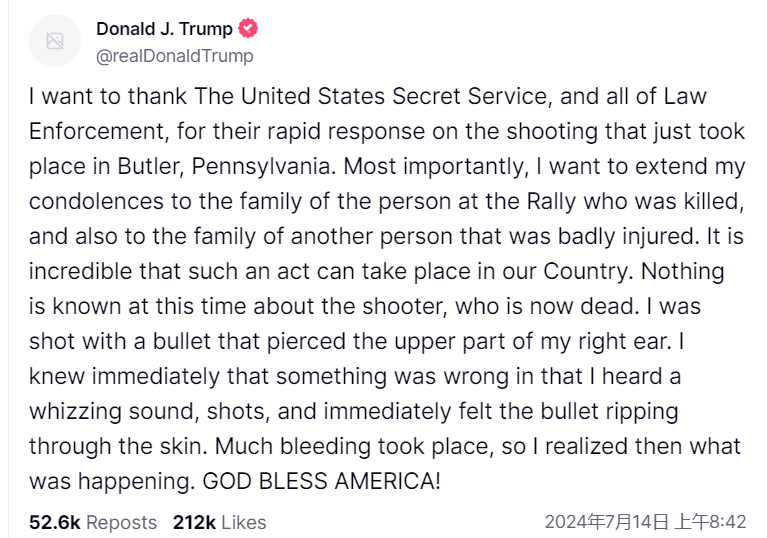 Donald J. Trump
@realDonaldTrump
I want to thank The United States Secret Service, and all of Law
Enforcement, for their rapid response on the shooting that just took
place in Butler, Pennsylvania. Most importantly, I want to extend my
condolences to the family of the person at the Rally who was killed,
and also to the family of another person that was badly injured. It is
incredible that such an act can take place in our Country. Nothing
is known at this time about the shooter, who is now dead. I was
shot with a bullet that pierced the upper part of my right ear. I
knew immediately that something was wrong in that I heard a
whizzing sound, shots, and immediately felt the bullet ripping
through the skin. Much bleeding took place, so I realized then what
was happening. GOD BLESS AMERICA!
52.6k Reposts 212k Likes 2024年7月14日 上午8:42